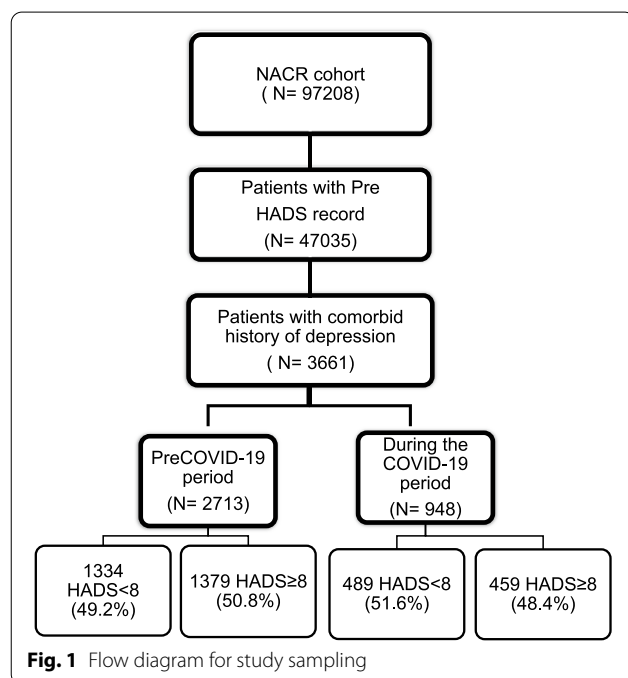 NACR cohort
( N= 97208)
Patients with Pre
HADS record
(N= 47035)
Patients with comorbid
history of depression
( N= 3661)
PreCOVID-19
period
(N= 2713)
During the
COVID-19
period
(N= 948)
1334
HADS<8
(49.2%)
1379 HADS≥8
(50.8%)
489 HADS<8
(51.6%)
459 HADS≥8
(48.4%)
Fig. 1 Flow diagram for study sampling